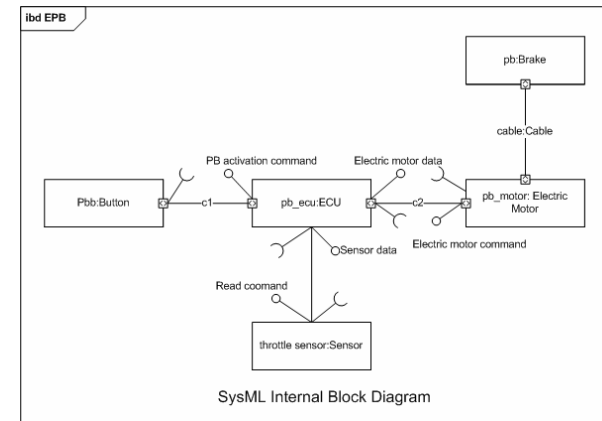 ibd EPB
pb:Brake
cable:Cable
PB activation command
Electric motor data
Pbb:Button
c1
pb_ecu:ECU
c2
pb_motor: Electric
Motor
Electric motor command
Sensor data
Read coomand
throttle sensor:Sensor
SysML Internal Block Diagram